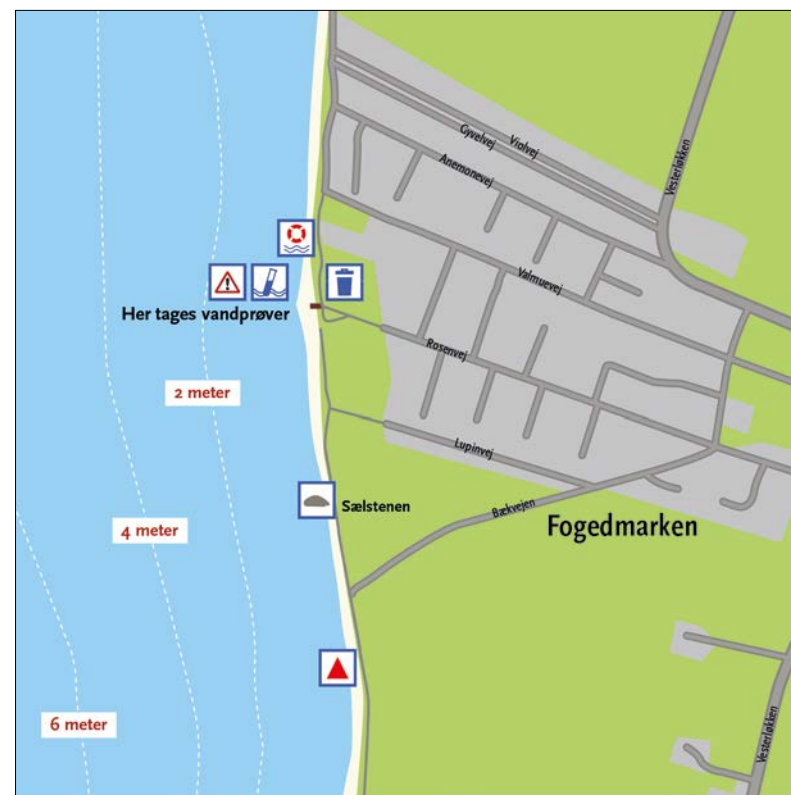 Violvej
Gyvelvej
Vesterløkken
Anemonevej
Valmuevej
Her tages vandprøver
Rosenvej
2 meter
Lupinvej
Sælstenen
Bækvejen
Fogedmarken
4 meter
6 meter
Vesterløkken